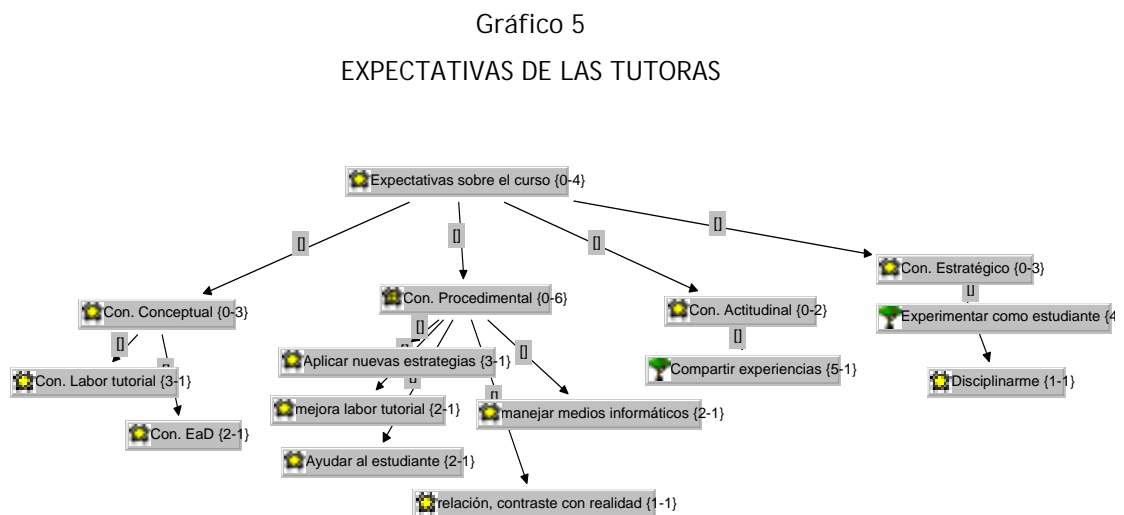 Gráfico 5
EXPECTATIVAS DE LAS TUTORAS
Expectativas sobre el curso {0-4}
[]
[]
[]
[]
Con. Estratégico {0-3}
Con. Procedimental {0-6}
Con. Conceptual {0-3}
Con. Actitudinal {0-2}
[]
Experimentar como estudiante {4
[]
[]
[]
[]
Aplicar nuevas estrategias {3-1}
Compartir experiencias {5-1}
Con. Labor tutorial {3-1}
Disciplinarme {1-1}
mejora labor tutorial {2-1}
manejar medios informáticos {2-1}
Con. EaD {2-1}
Ayudar al estudiante {2-1}
relación, contraste con realidad {1-1}